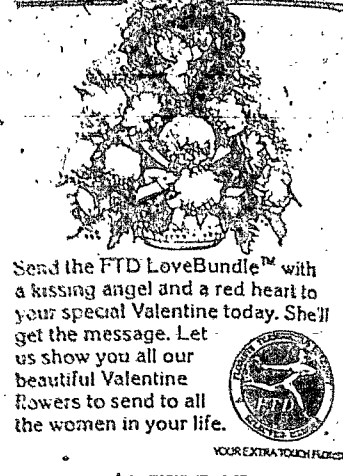 Send the FTD LoveBundle™ with
a kissing angel and a red heart to
your special Valentine today. She'll
get the message. Let
us show you all our
beautiful Valentine
flowers to send to all
the women in your life.
FTD
YOUR EXTRA TOUCH FLORIST